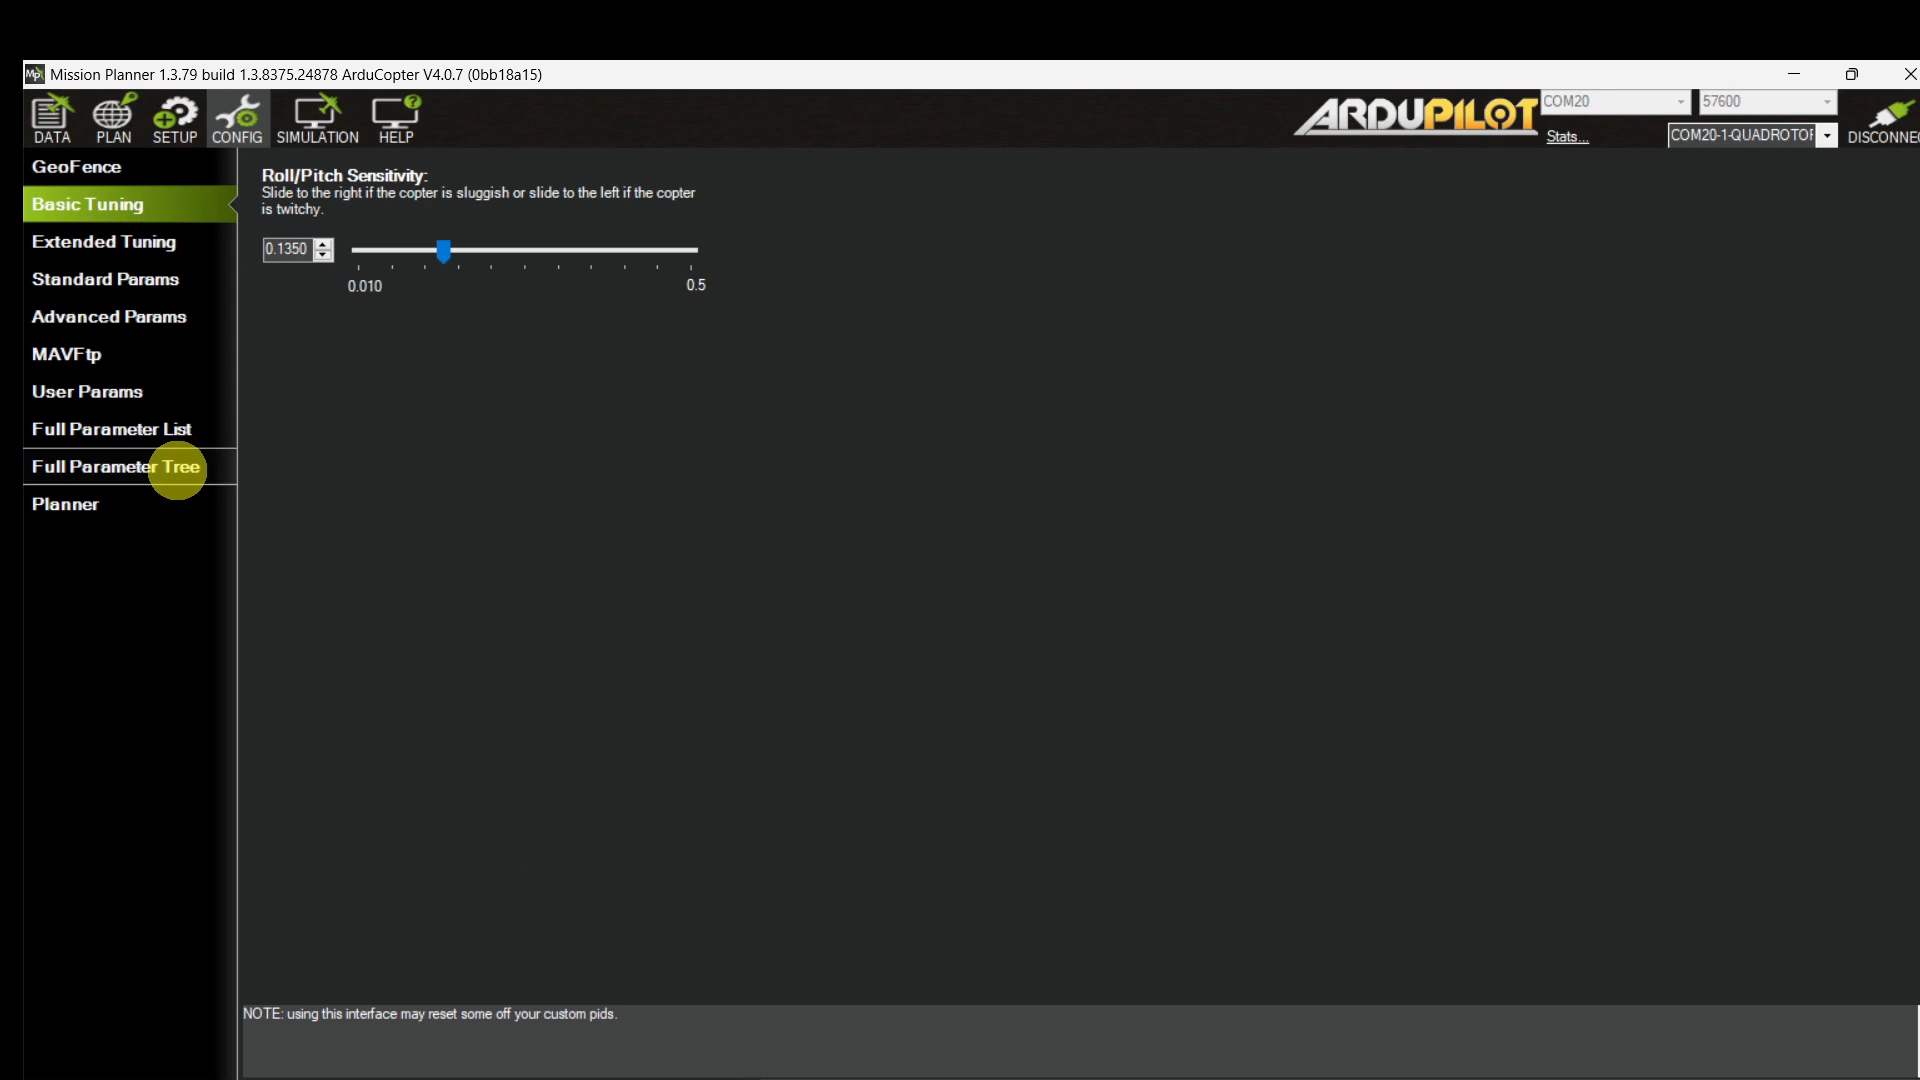 Mission Planner 1.3.79 build 1.3.8375.24878 ArduCopter V4.0.7 (0bb18a15)
DATA PLAN SETUP CONFIG SIMULATION HELP
ARDUPILOT
COM20 57600
Stats... COM20-1-QUADROTOR DISCONNEC
GeoFence
Basic Tuning
Extended Tuning
Standard Params
Advanced Params
MAVFtp
User Params
Full Parameter List
Full Parameter Tree
Planner
Roll/Pitch Sensitivity:
Slide to the right if the copter is sluggish or slide to the left if the copter
is twitchy.
0.1350
0.010 0.5
NOTE: using this interface may reset some off your custom pids.